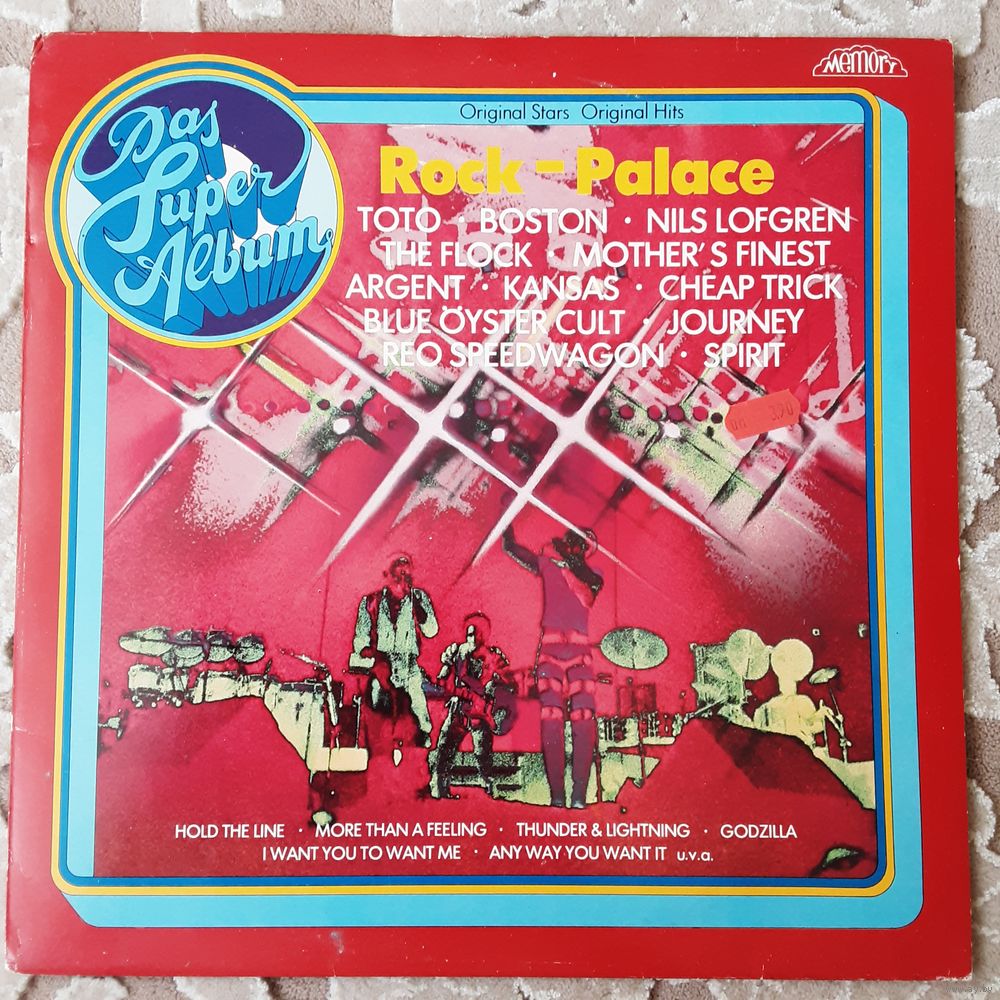 Memory
Original Stars Original Hits
Das
Super
Album
Rock - Palace
TOTO · BOSTON · NILS LOFGREN
THE FLOCK · MOTHER'S FINEST
ARGENT · KANSAS · CHEAP TRICK
BLUE ÖYSTER CULT · JOURNEY
REO SPEEDWAGON · SPIRIT
3.90
HOLD THE LINE · MORE THAN A FEELING · THUNDER & LIGHTNING · GODZILLA
I WANT YOU TO WANT ME · ANY WAY YOU WANT IT u.v.a.